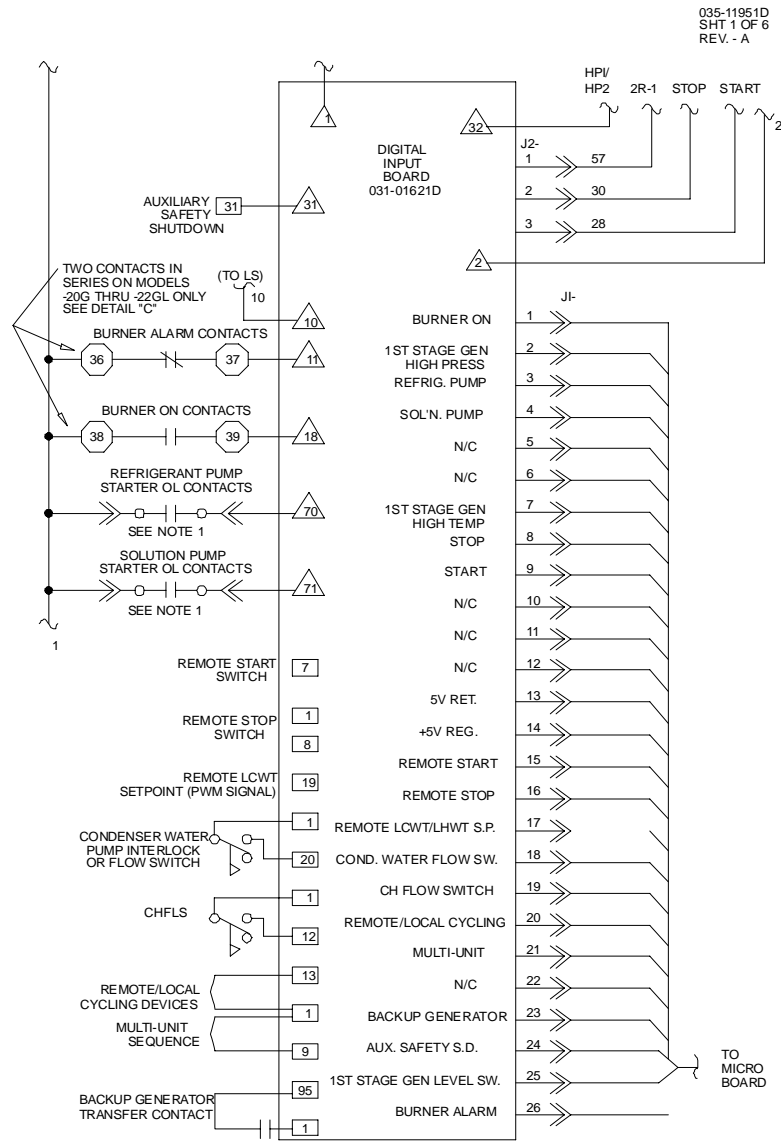 035-11951D
SHT 1 OF 6
REV. - A
HPI/
HP2
2R-1
STOP
START
2
1
32
DIGITAL
INPUT
BOARD
031-01621D
J2-
1
57
2
30
3
28
2
AUXILIARY
SAFETY
SHUTDOWN
31
31
TWO CONTACTS IN
SERIES ON MODELS
-20G THRU -22GL ONLY
SEE DETAIL "C"
(TO LS)
10
10
BURNER ALARM CONTACTS
36
37
11
BURNER ON CONTACTS
38
39
18
REFRIGERANT PUMP
STARTER OL CONTACTS
70
SEE NOTE 1
SOLUTION PUMP
STARTER OL CONTACTS
71
SEE NOTE 1
1
REMOTE START
SWITCH
7
REMOTE STOP
SWITCH
1
8
REMOTE LCWT
SETPOINT (PWM SIGNAL)
19
CONDENSER WATER
PUMP INTERLOCK
OR FLOW SWITCH
1
20
CHFLS
1
12
REMOTE/LOCAL
CYCLING DEVICES
13
1
MULTI-UNIT
SEQUENCE
9
BACKUP GENERATOR
TRANSFER CONTACT
95
1
JI-
BURNER ON
1
1ST STAGE GEN
HIGH PRESS
2
REFRIG. PUMP
3
SOL'N. PUMP
4
N/C
5
N/C
6
1ST STAGE GEN
HIGH TEMP
7
STOP
8
START
9
N/C
10
N/C
11
N/C
12
5V RET.
13
+5V REG.
14
REMOTE START
15
REMOTE STOP
16
REMOTE LCWT/LHWT S.P.
17
COND. WATER FLOW SW.
18
CH FLOW SWITCH
19
REMOTE/LOCAL CYCLING
20
MULTI-UNIT
21
N/C
22
BACKUP GENERATOR
23
AUX. SAFETY S.D.
24
1ST STAGE GEN LEVEL SW.
25
BURNER ALARM
26
TO
MICRO
BOARD